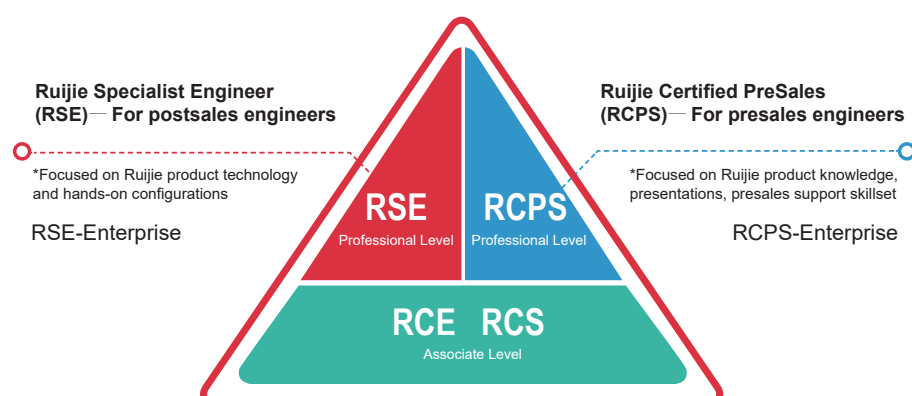 Ruijie Specialist Engineer
(RSE)— For postsales engineers
*Focused on Ruijie product technology
and hands-on configurations
RSE-Enterprise
Ruijie Certified PreSales
(RCPS)— For presales engineers
*Focused on Ruijie product knowledge,
presentations, presales support skillset
RCPS-Enterprise
RSE
Professional Level
RCPS
Professional Level
RCE RCS
Associate Level